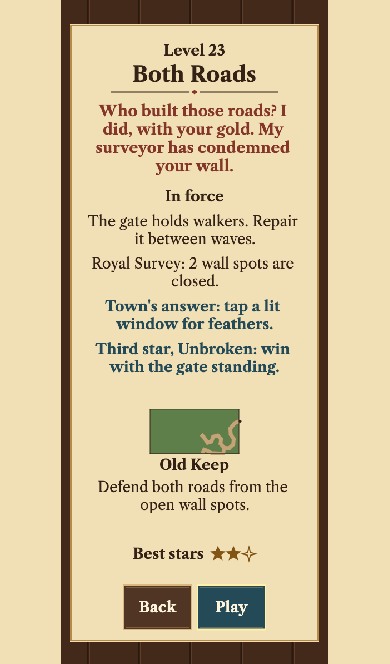 Level 23
Both Roads
Who built those roads? I
did, with your gold. My
surveyor has condemned
your wall.
In force
The gate holds walkers. Repair
it between waves.
Royal Survey: 2 wall spots are
closed.
Town's answer: tap a lit
window for feathers.
Third star, Unbroken: win
with the gate standing.
Old Keep
Defend both roads from the
open wall spots.
Best stars
Back Play